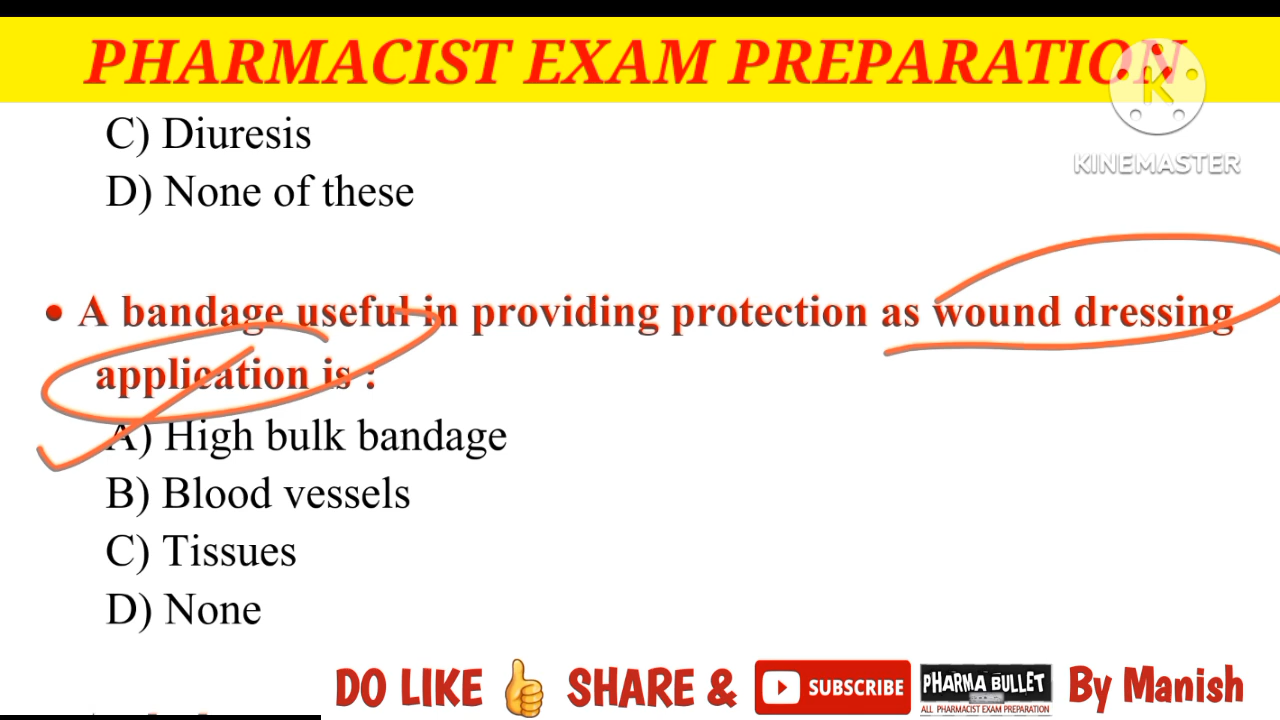 PHARMACIST EXAM PREPARATION
K
KINEMASTER
C) Diuresis
D) None of these
• A bandage useful in providing protection as wound dressing
application is :
A) High bulk bandage
B) Blood vessels
C) Tissues
D) None
DO LIKE SHARE & SUBSCRIBE PHARMA BULLET By Manish
ALL PHARMACIST EXAM PREPARATION